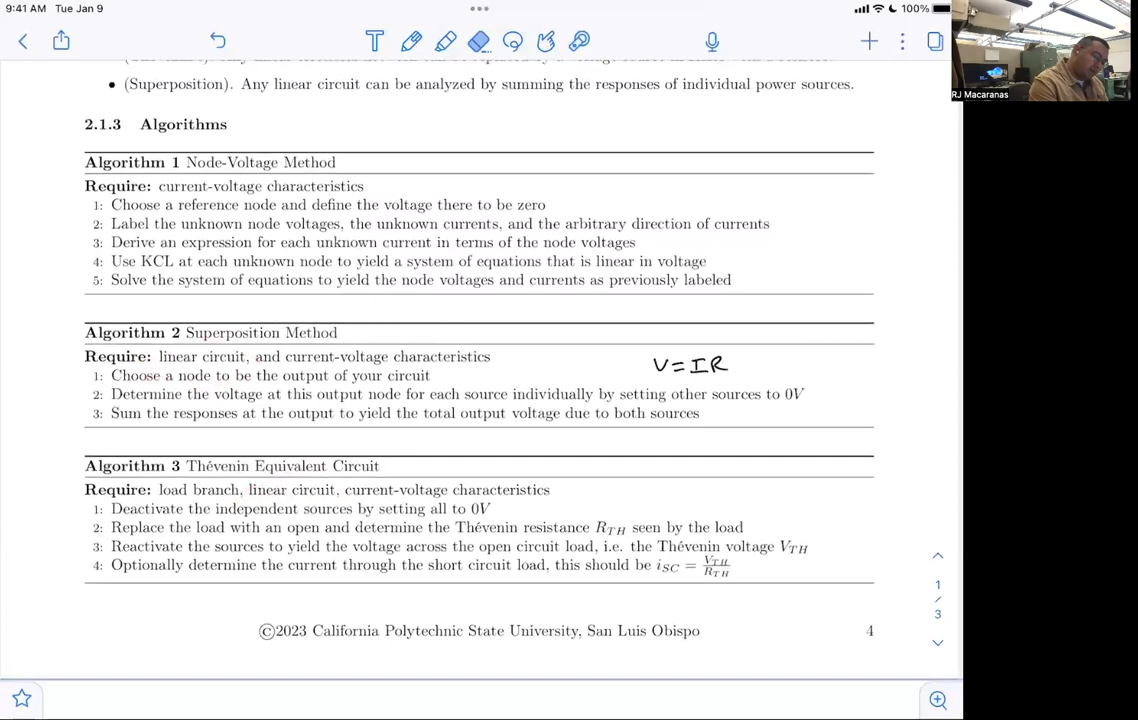 9:41 AM Tue Jan 9
100%
RJ Macaranas
• (Superposition). Any linear circuit can be analyzed by summing the responses of individual power sources.
2.1.3 Algorithms
Algorithm 1 Node-Voltage Method
Require: current-voltage characteristics
1: Choose a reference node and define the voltage there to be zero
2: Label the unknown node voltages, the unknown currents, and the arbitrary direction of currents
3: Derive an expression for each unknown current in terms of the node voltages
4: Use KCL at each unknown node to yield a system of equations that is linear in voltage
5: Solve the system of equations to yield the node voltages and currents as previously labeled
Algorithm 2 Superposition Method
Require: linear circuit, and current-voltage characteristics
V=IR
1: Choose a node to be the output of your circuit
2: Determine the voltage at this output node for each source individually by setting other sources to 0V
3: Sum the responses at the output to yield the total output voltage due to both sources
Algorithm 3 Thévenin Equivalent Circuit
Require: load branch, linear circuit, current-voltage characteristics
1: Deactivate the independent sources by setting all to 0V
2: Replace the load with an open and determine the Thévenin resistance R_TH seen by the load
3: Reactivate the sources to yield the voltage across the open circuit load, i.e. the Thévenin voltage V_TH
4: Optionally determine the current through the short circuit load, this should be i_SC = V_TH/R_TH
1
/
3
©2023 California Polytechnic State University, San Luis Obispo 4